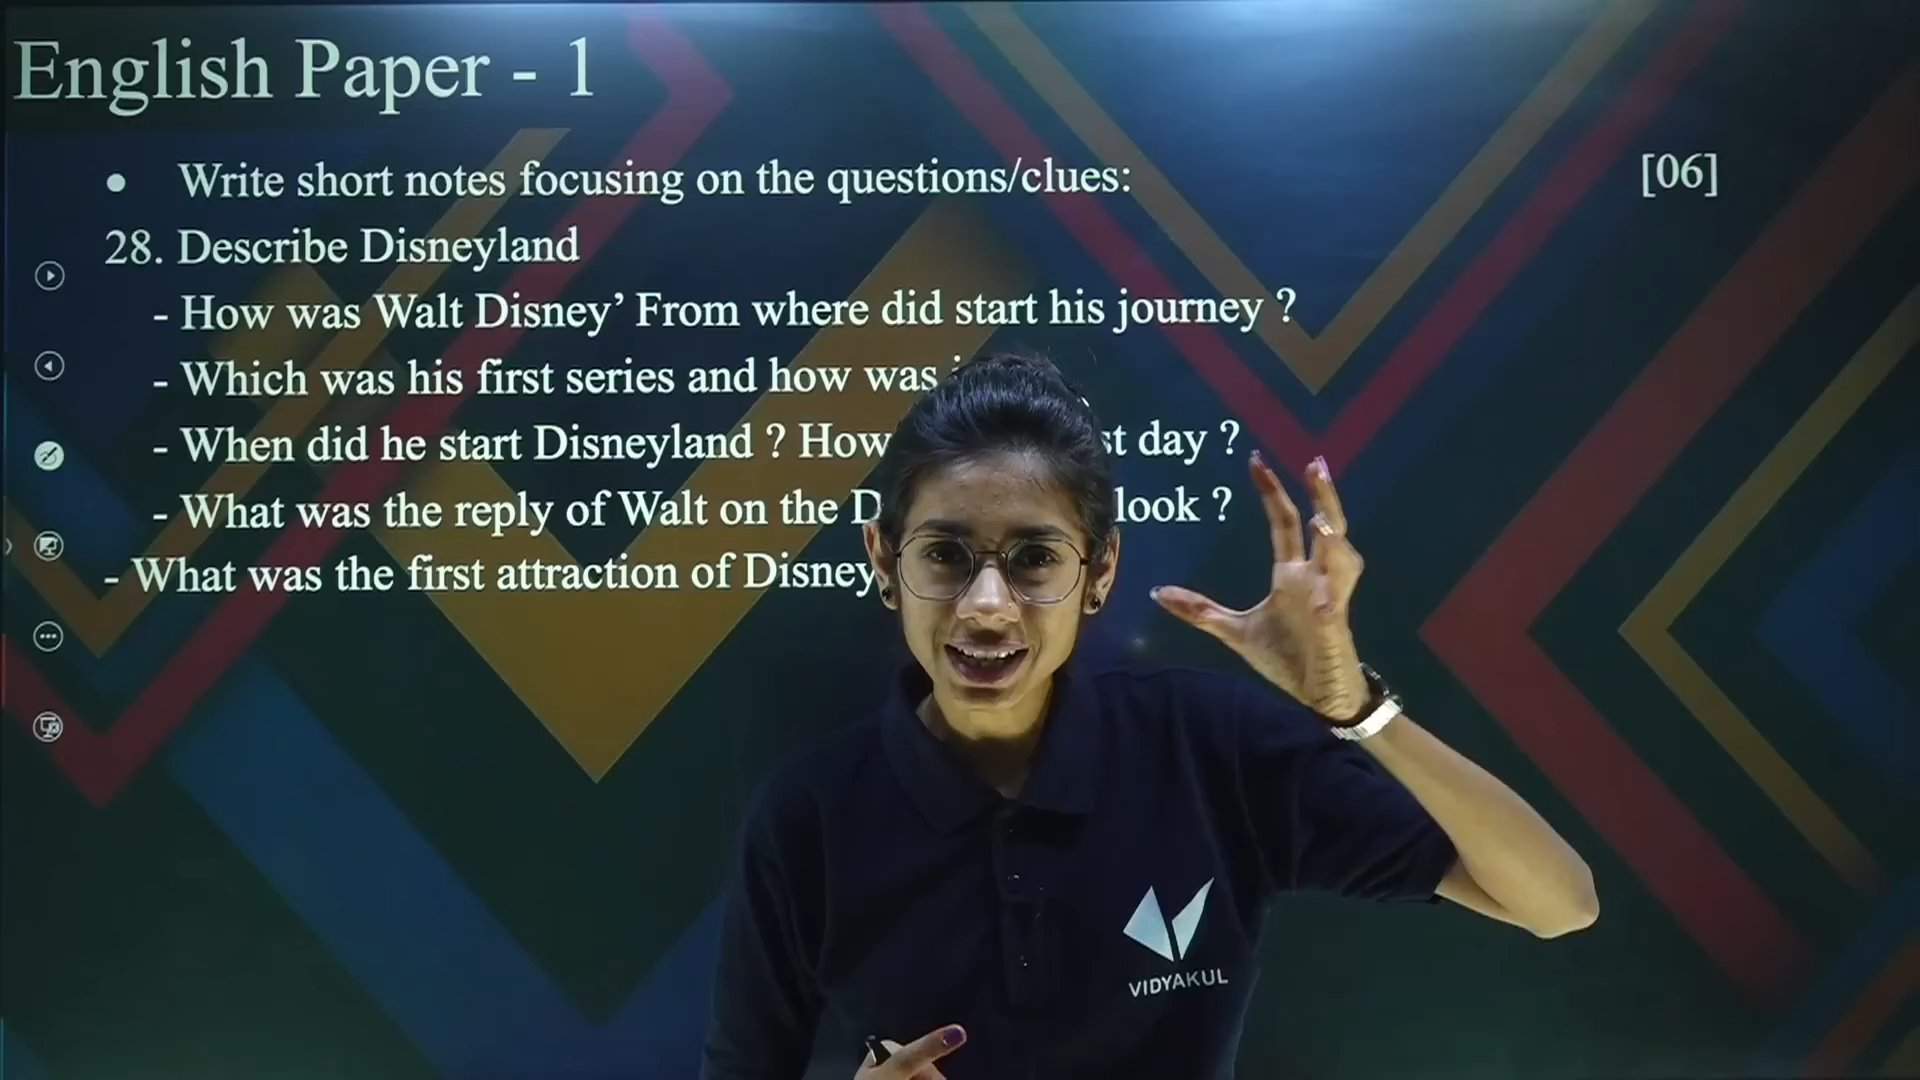 English Paper - 1
• Write short notes focusing on the questions/clues: [06]
28. Describe Disneyland
- How was Walt Disney’ From where did start his journey ?
- Which was his first series and how was
- When did he start Disneyland ? How day ?
- What was the reply of Walt on the look ?
- What was the first attraction of Disney
VIDYAKUL